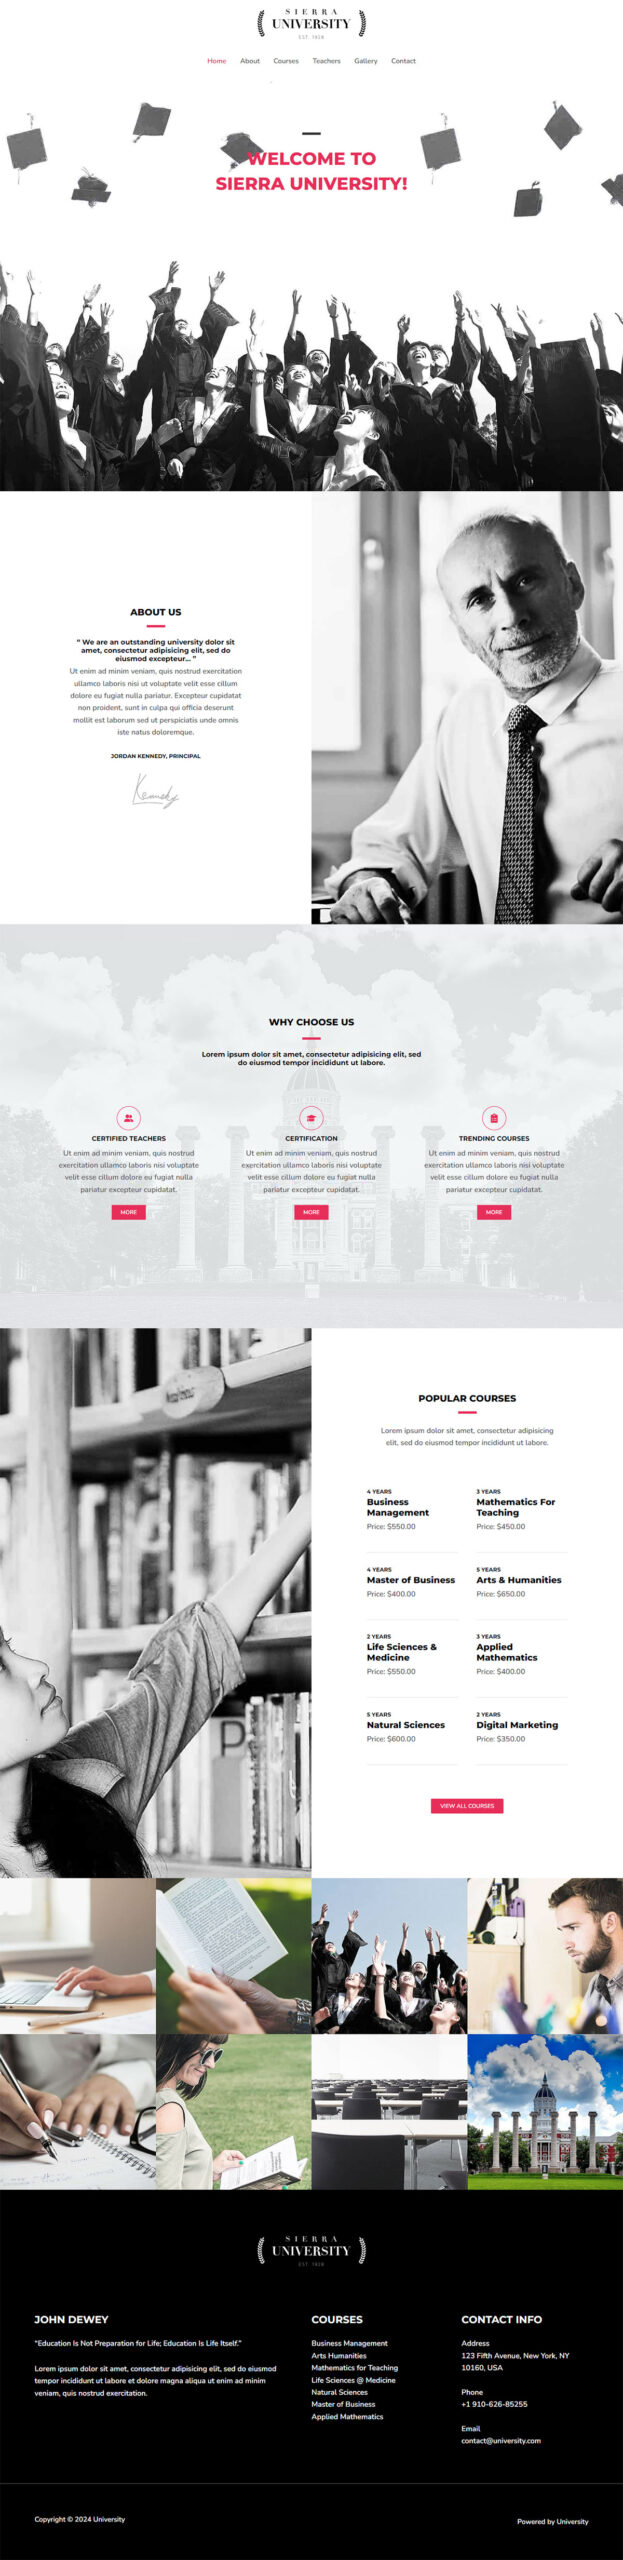 SIERRA
UNIVERSITY
EST. 1928
Home About Courses Teachers Gallery Contact
WELCOME TO
SIERRA UNIVERSITY!
ABOUT US
“ We are an outstanding university dolor sit
amet, consectetur adipisicing elit, sed do
eiusmod excepteur... ”
Ut enim ad minim veniam, quis nostrud exercitation
ullamco laboris nisi ut voluptate velit esse cillum
dolore eu fugiat nulla pariatur. Excepteur cupidatat
non proident, sunt in culpa qui officia deserunt
mollit est laborum sed ut perspiciatis unde omnis
iste natus doloremque.
JORDAN KENNEDY, PRINCIPAL
WHY CHOOSE US
Lorem ipsum dolor sit amet, consectetur adipisicing elit, sed
do eiusmod tempor incididunt ut labore.
CERTIFIED TEACHERS
Ut enim ad minim veniam, quis nostrud
exercitation ullamco laboris nisi voluptate
velit esse cillum dolore eu fugiat nulla
pariatur excepteur cupidatat.
MORE
CERTIFICATION
Ut enim ad minim veniam, quis nostrud
exercitation ullamco laboris nisi voluptate
velit esse cillum dolore eu fugiat nulla
pariatur excepteur cupidatat.
MORE
TRENDING COURSES
Ut enim ad minim veniam, quis nostrud
exercitation ullamco laboris nisi voluptate
velit esse cillum dolore eu fugiat nulla
pariatur excepteur cupidatat.
MORE
POPULAR COURSES
Lorem ipsum dolor sit amet, consectetur adipisicing
elit, sed do eiusmod tempor incididunt ut labore.
4 YEARS
Business
Management
Price: $550.00
3 YEARS
Mathematics For
Teaching
Price: $450.00
4 YEARS
Master of Business
Price: $400.00
5 YEARS
Arts & Humanities
Price: $650.00
2 YEARS
Life Sciences &
Medicine
Price: $550.00
3 YEARS
Applied
Mathematics
Price: $400.00
5 YEARS
Natural Sciences
Price: $600.00
2 YEARS
Digital Marketing
Price: $350.00
VIEW ALL COURSES
SIERRA
UNIVERSITY
EST. 1928
JOHN DEWEY
“Education Is Not Preparation for Life; Education Is Life Itself.”
Lorem ipsum dolor sit amet, consectetur adipisicing elit, sed do eiusmod
tempor incididunt ut labore et dolore magna aliqua ut enim ad minim
veniam, quis nostrud exercitation.
COURSES
Business Management
Arts Humanities
Mathematics for Teaching
Life Sciences @ Medicine
Natural Sciences
Master of Business
Applied Mathematics
CONTACT INFO
Address
123 Fifth Avenue, New York, NY
10160, USA
Phone
+1 910-626-85255
Email
contact@university.com
Copyright © 2024 University
Powered by University